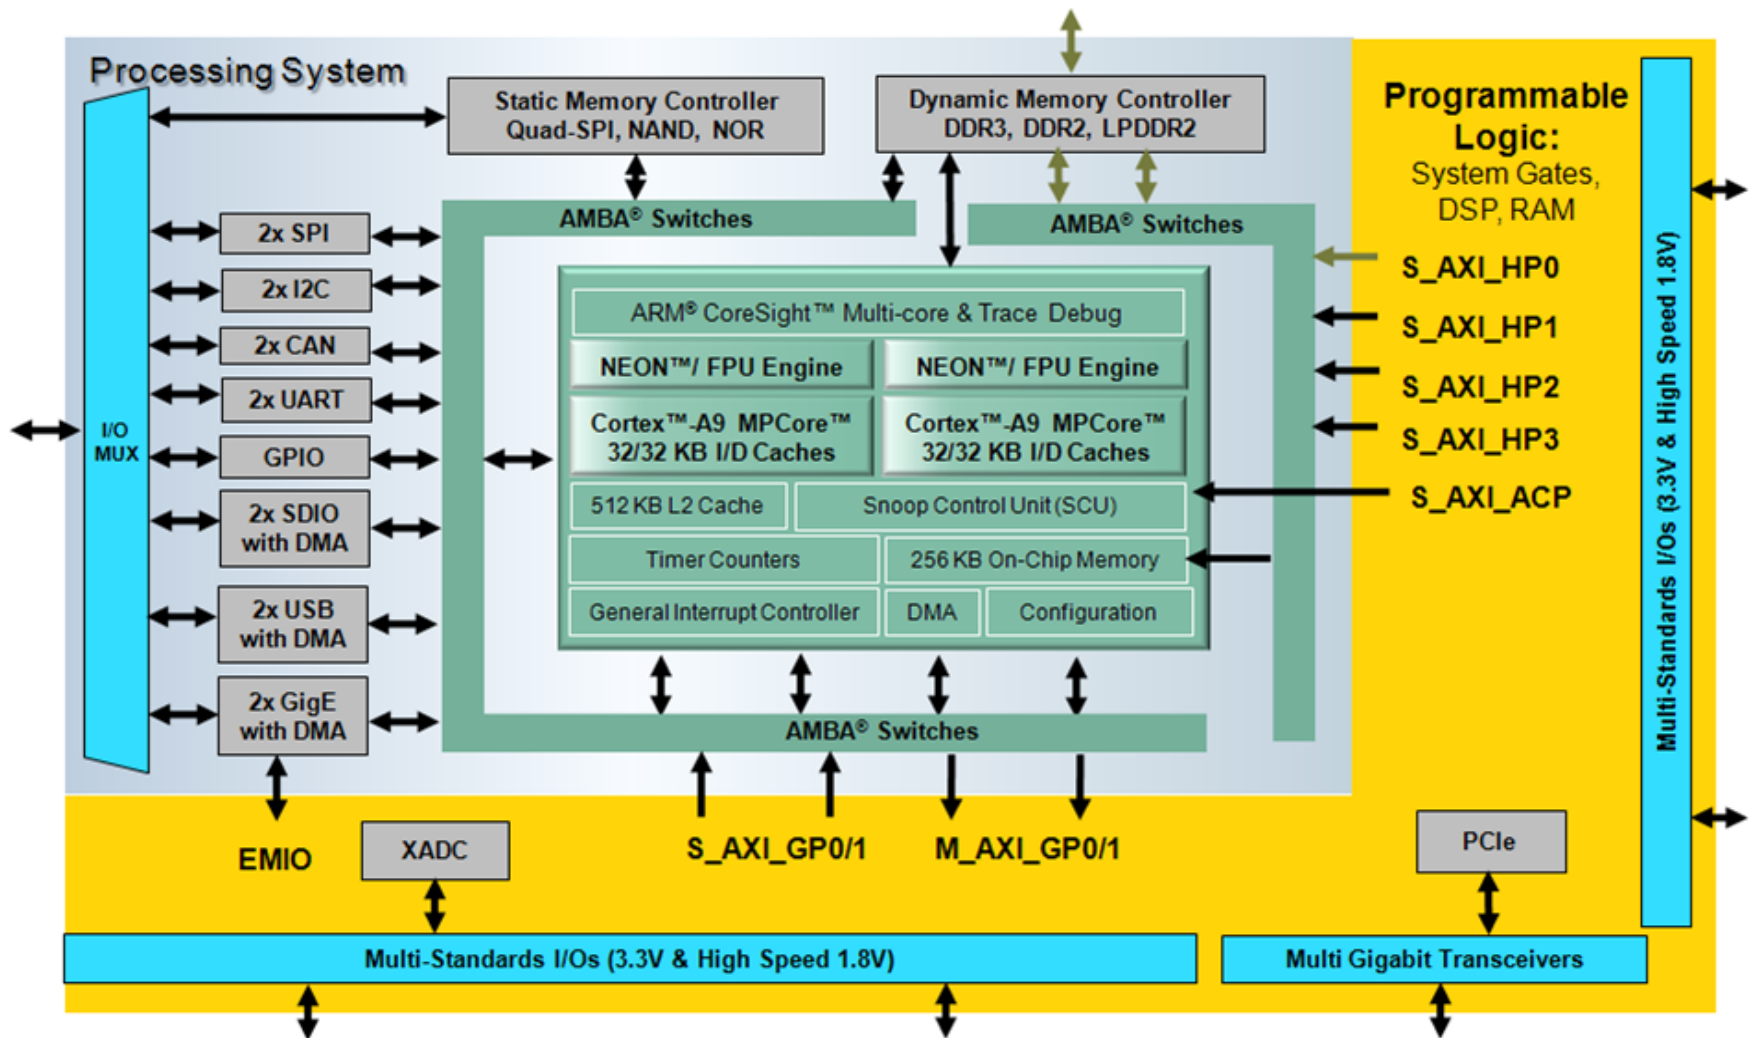 Processing System
Static Memory Controller
Quad-SPI, NAND, NOR
Dynamic Memory Controller
DDR3, DDR2, LPDDR2
Programmable
Logic:
System Gates,
DSP, RAM
AMBA® Switches
AMBA® Switches
I/O
MUX
2x SPI
2x I2C
2x CAN
2x UART
GPIO
2x SDIO
with DMA
2x USB
with DMA
2x GigE
with DMA
ARM® CoreSight™ Multi-core & Trace Debug
NEON™/ FPU Engine
NEON™/ FPU Engine
Cortex™-A9 MPCore™
32/32 KB I/D Caches
Cortex™-A9 MPCore™
32/32 KB I/D Caches
512 KB L2 Cache
Snoop Control Unit (SCU)
Timer Counters
256 KB On-Chip Memory
General Interrupt Controller
DMA
Configuration
AMBA® Switches
S_AXI_HP0
S_AXI_HP1
S_AXI_HP2
S_AXI_HP3
S_AXI_ACP
Multi-Standards I/Os (3.3V & High Speed 1.8V)
EMIO
XADC
S_AXI_GP0/1
M_AXI_GP0/1
PCIe
Multi-Standards I/Os (3.3V & High Speed 1.8V)
Multi Gigabit Transceivers